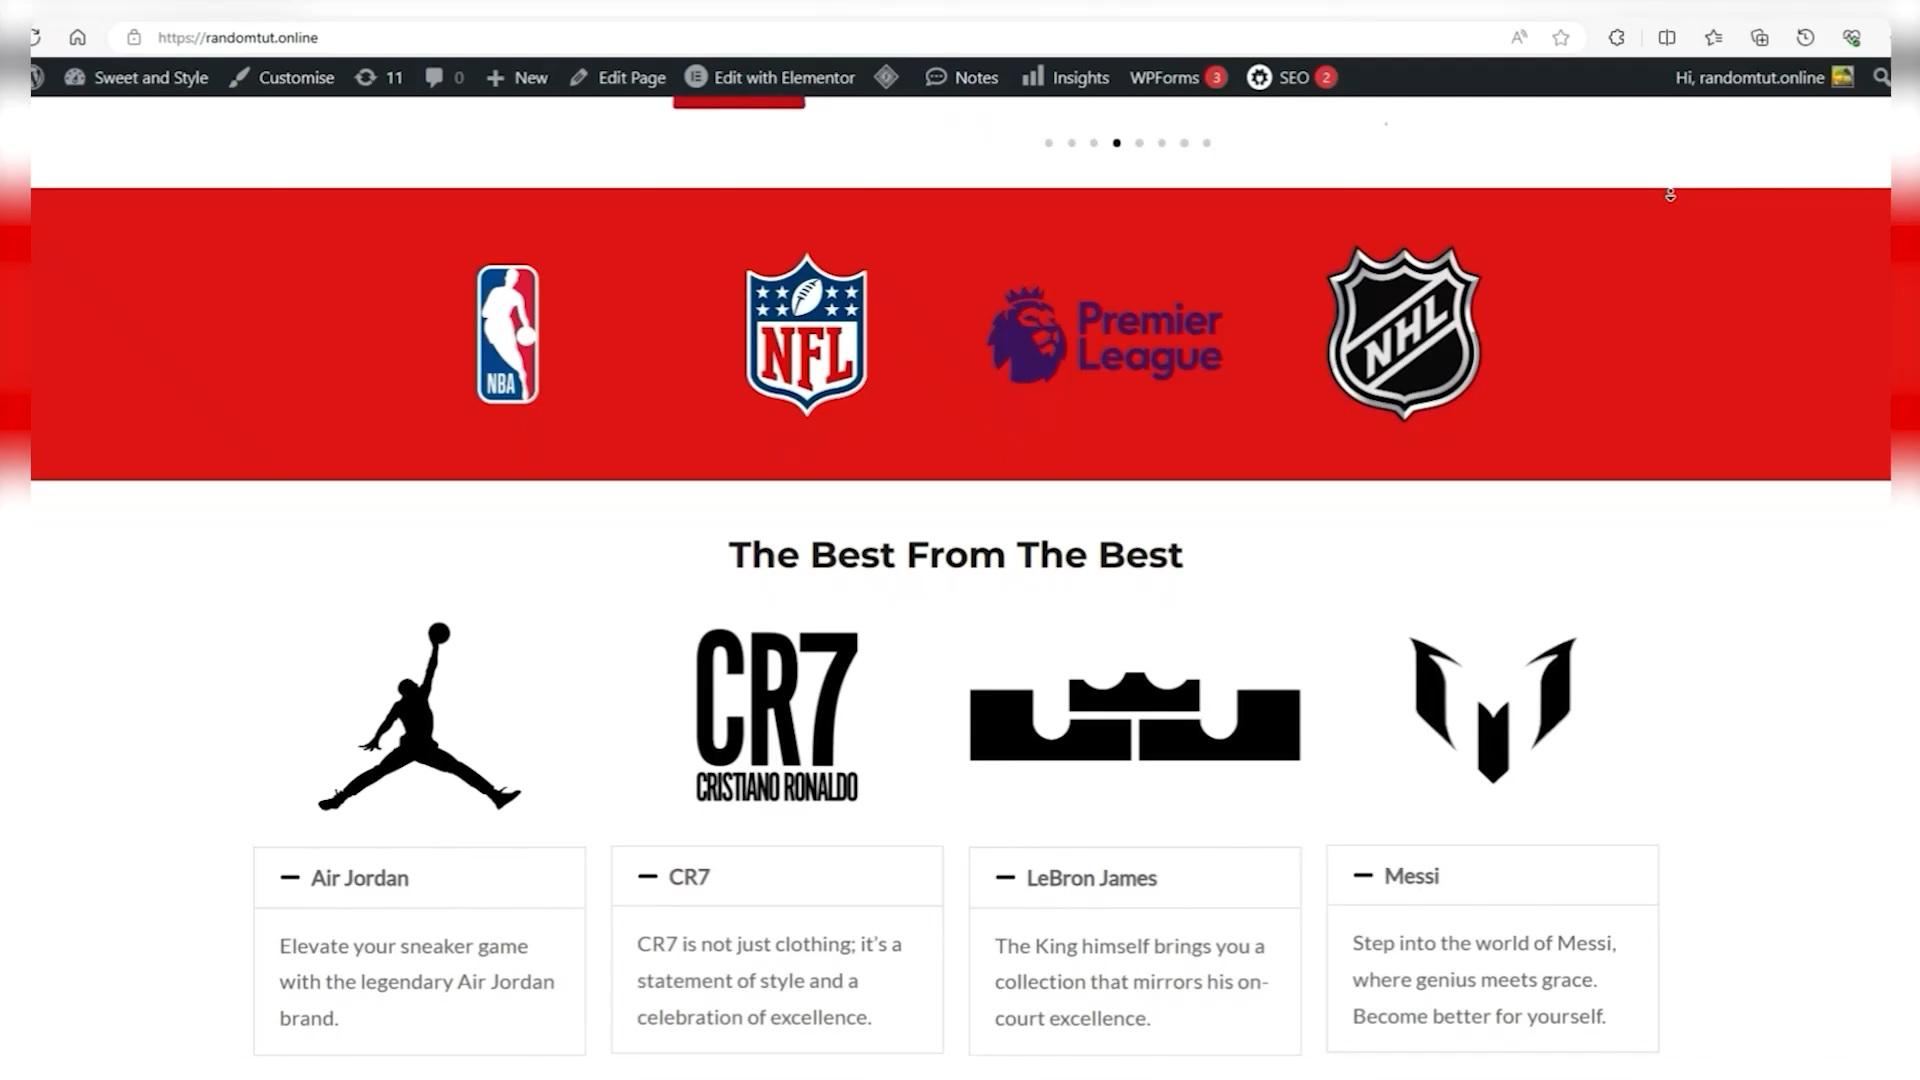 https://randomtut.online
Sweet and Style Customise 11 0 New Edit Page Edit with Elementor Notes Insights WPForms 3 SEO 2 Hi, randomtut.online
NBA
NFL
Premier
League
NHL
The Best From The Best
CR7
CRISTIANO RONALDO
Air Jordan
Elevate your sneaker game
with the legendary Air Jordan
brand.
CR7
CR7 is not just clothing; it's a
statement of style and a
celebration of excellence.
LeBron James
The King himself brings you a
collection that mirrors his on-
court excellence.
Messi
Step into the world of Messi,
where genius meets grace.
Become better for yourself.